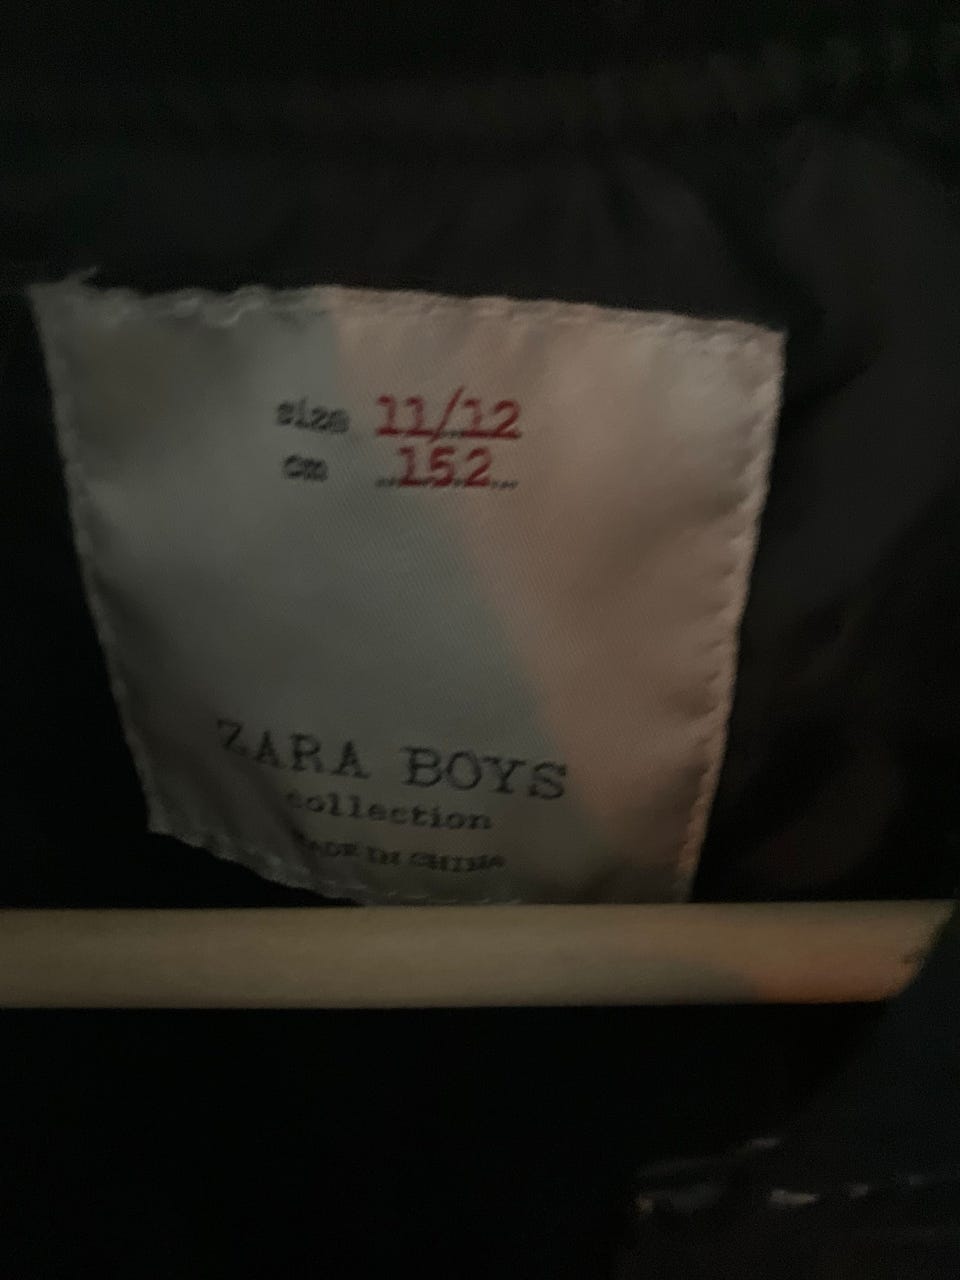 size 11/12
cm ...152...
ZARA BOYS
collection
MADE IN CHINA